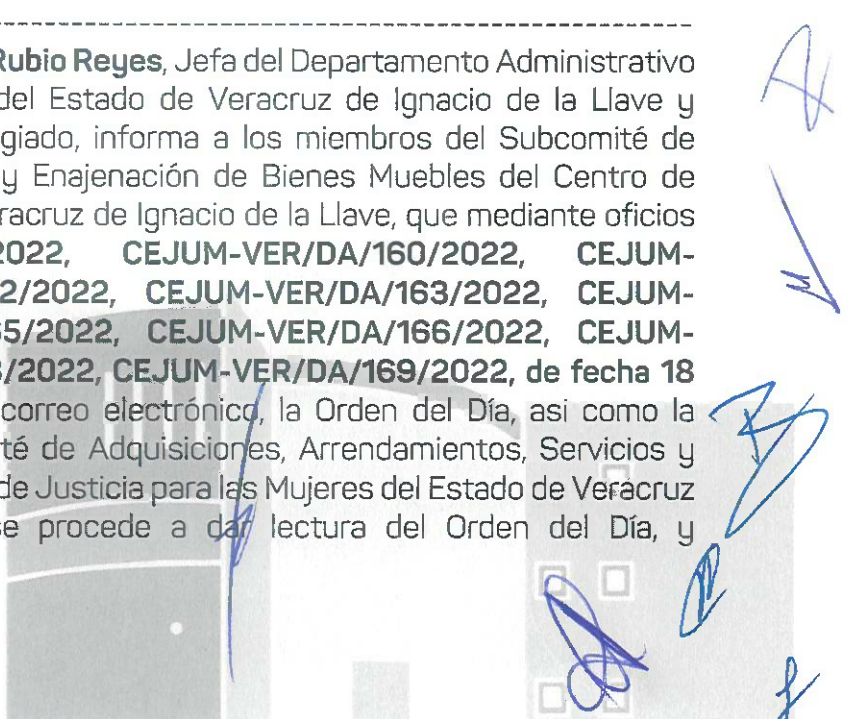 Rubio Reyes, Jefa del Departamento Administrativo
del Estado de Veracruz de Ignacio de la Llave y
giado, informa a los miembros del Subcomité de
y Enajenación de Bienes Muebles del Centro de
racruz de Ignacio de la Llave, que mediante oficios
2022, CEJUM-VER/DA/160/2022, CEJUM-
2/2022, CEJUM-VER/DA/163/2022, CEJUM-
65/2022, CEJUM-VER/DA/166/2022, CEJUM-
/2022, CEJUM-VER/DA/169/2022, de fecha 18
correo electrónico, la Orden del Día, asi como la
té de Adquisiciones, Arrendamientos, Servicios y
de Justicia para las Mujeres del Estado de Veracruz
se procede a dar lectura del Orden del Día, y